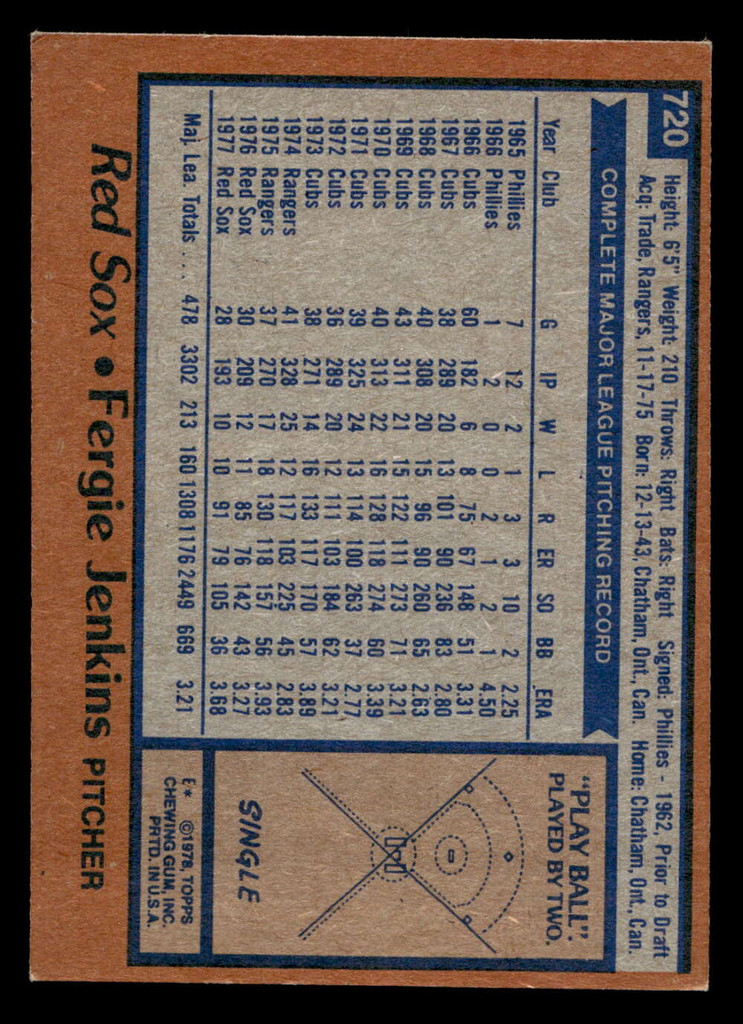 720
Height: 6'5" Weight: 210 Throws: Right Bats: Right Signed: Phillies - 1962, Prior to Draft
Acq: Trade, Rangers, 11-17-75 Born: 12-13-43, Chatham, Ont., Can. Home: Chatham, Ont., Can.
COMPLETE MAJOR LEAGUE PITCHING RECORD
Year Club G IP W L R ER SO BB ERA
1965 Phillies 7 12 2 1 3 3 10 2 2.25
1966 Phillies 1 2 0 0 2 1 2 1 4.50
1966 Cubs 60 182 6 8 75 67 148 51 3.31
1967 Cubs 38 289 20 13 101 90 236 83 2.80
1968 Cubs 40 308 20 15 96 90 260 65 2.63
1969 Cubs 43 311 21 15 122 111 273 71 3.21
1970 Cubs 40 313 22 16 128 118 274 60 3.39
1971 Cubs 39 325 24 13 114 100 263 37 2.77
1972 Cubs 36 289 20 12 111 103 184 62 3.21
1973 Cubs 38 271 14 16 133 117 170 57 3.89
1974 Rangers 41 328 25 12 117 103 225 45 2.83
1975 Rangers 37 270 17 18 130 118 157 56 3.93
1976 Red Sox 30 209 12 11 85 76 142 43 3.27
1977 Red Sox 28 193 10 10 91 79 105 36 3.68
Maj. Lea. Totals . . . 478 3302 213 160 1308 1176 2449 669 3.21
"PLAY BALL".
PLAYED BY TWO.
SINGLE
E* ©1978, TOPPS
CHEWING GUM, INC.
PRTD. IN U.S.A.
Red Sox • Fergie Jenkins PITCHER